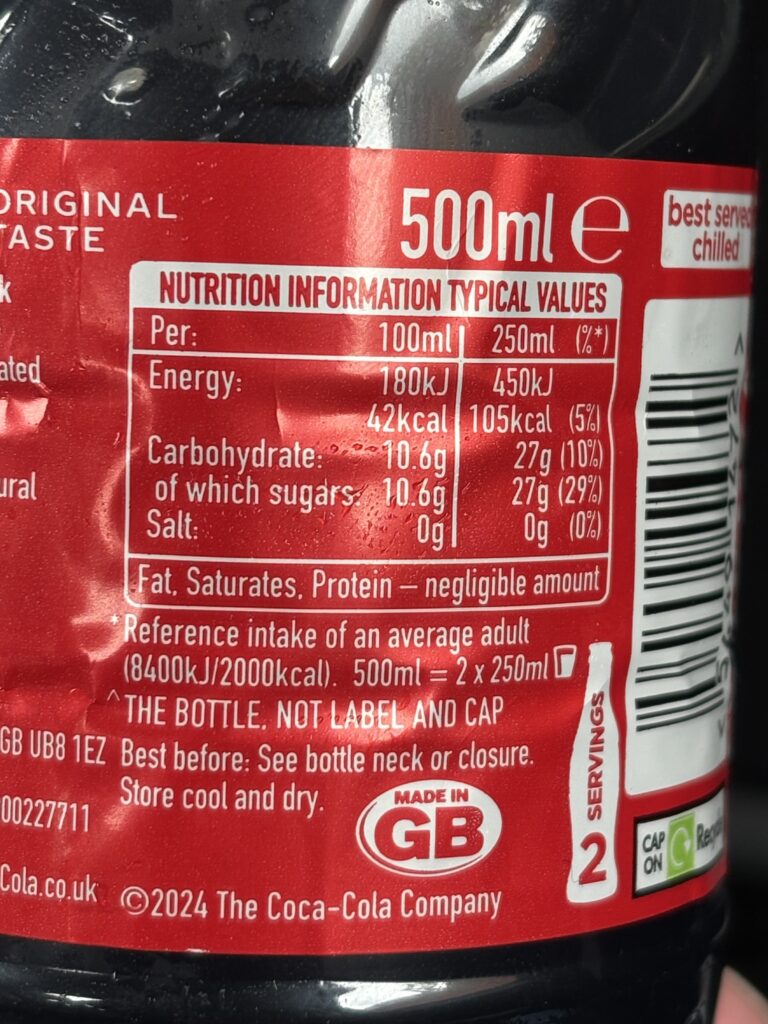 ORIGINAL
TASTE
500ml e
best served
chilled
NUTRITION INFORMATION TYPICAL VALUES
Per: 100ml 250ml (%*)
Energy: 180kJ 450kJ
42kcal 105kcal (5%)
Carbohydrate: 10.6g 27g (10%)
of which sugars: 10.6g 27g (29%)
Salt: 0g 0g (0%)
Fat, Saturates, Protein – negligible amount
*Reference intake of an average adult
(8400kJ/2000kcal). 500ml = 2 x 250ml
^THE BOTTLE, NOT LABEL AND CAP
GB UB8 1EZ
Best before: See bottle neck or closure.
Store cool and dry.
00227711
MADE IN
GB
2 SERVINGS
CAP
ON
Cola.co.uk
©2024 The Coca-Cola Company